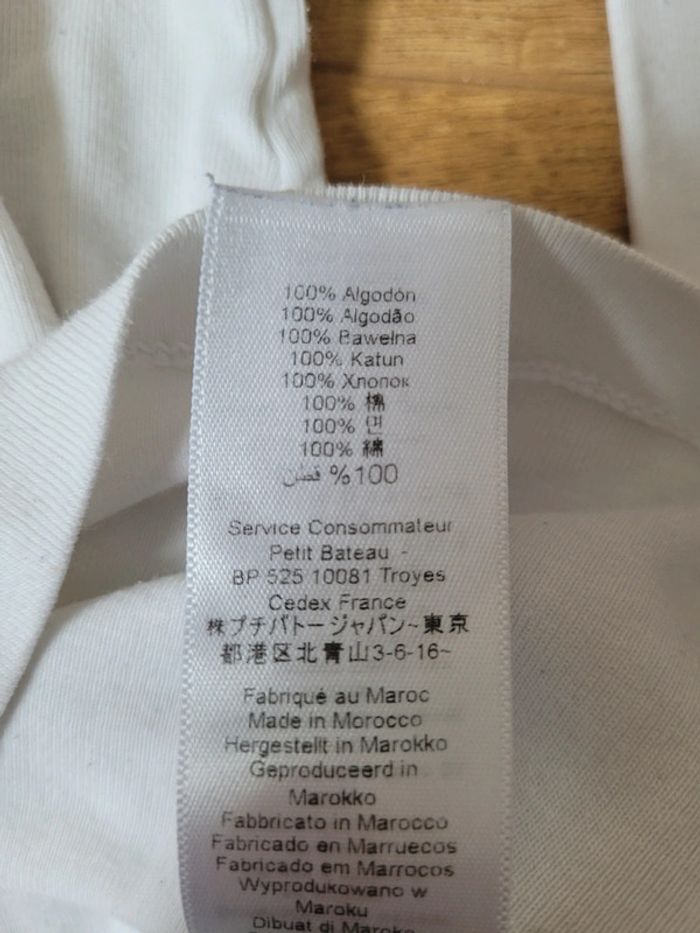 100% Algodón
100% Algodão
100% Bawełna
100% Katun
100% Хлопок
100% 棉
100% 면
100% 綿
100% قطن
Service Consommateur
Petit Bateau -
BP 525 10081 Troyes
Cedex France
株プチバトージャパン~東京
都港区北青山3-6-16~
Fabriqué au Maroc
Made in Morocco
Hergestellt in Marokko
Geproduceerd in
Marokko
Fabbricato in Marocco
Fabricado en Marruecos
Fabricado em Marrocos
Wyprodukowano w
Maroku
Dibuat di Maroko